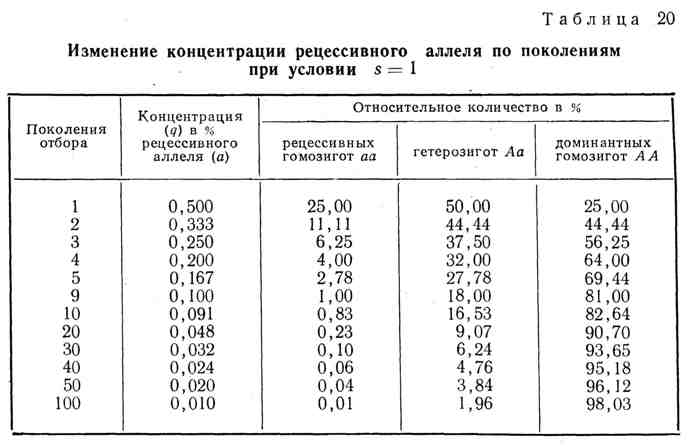 Таблица 20
Изменение концентрации рецессивного аллеля по поколениям
при условии s = 1
Поколения отбора | Концентрация (q) в % рецессивного аллеля (a) | Относительное количество в %
рецессивных гомозигот aa | гетерозигот Aa | доминантных гомозигот AA
1 0,500 25,00 50,00 25,00
2 0,333 11,11 44,44 44,44
3 0,250 6,25 37,50 56,25
4 0,200 4,00 32,00 64,00
5 0,167 2,78 27,78 69,44
9 0,100 1,00 18,00 81,00
10 0,091 0,83 16,53 82,64
20 0,048 0,23 9,07 90,70
30 0,032 0,10 6,24 93,65
40 0,024 0,06 4,76 95,18
50 0,020 0,04 3,84 96,12
100 0,010 0,01 1,96 98,03